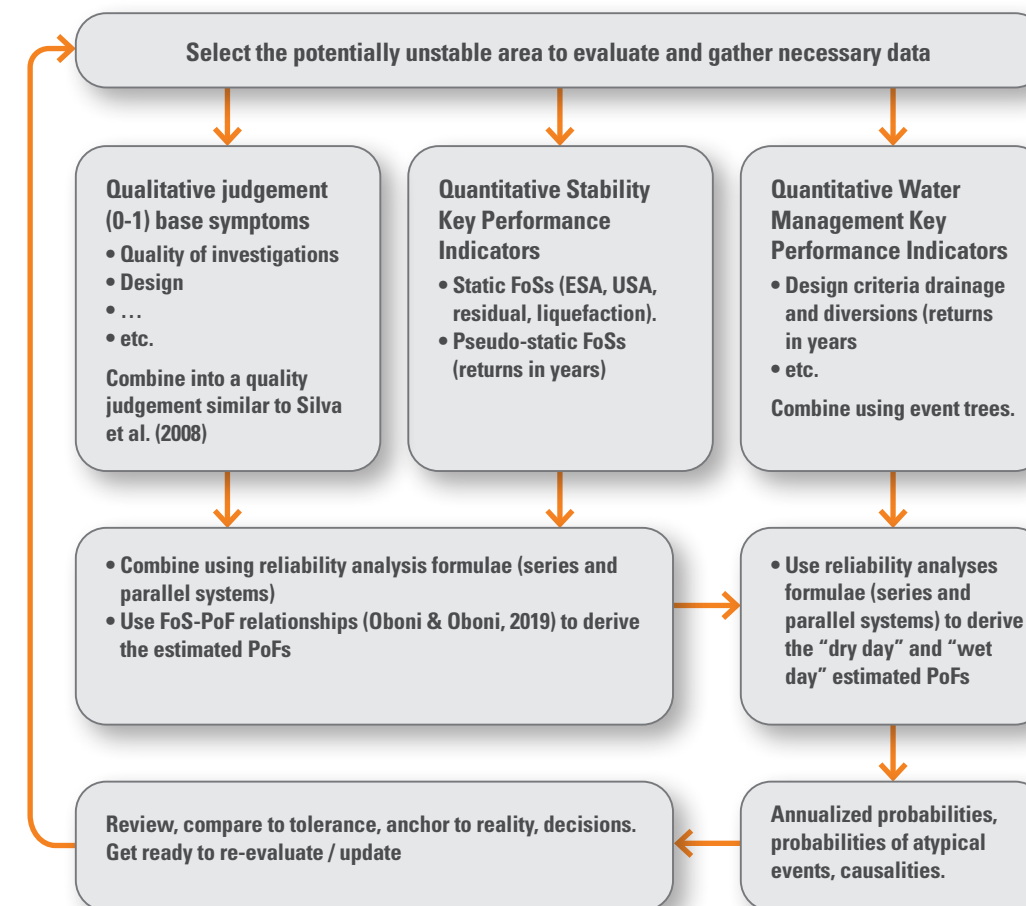 Select the potentially unstable area to evaluate and gather necessary data
Qualitative judgement
(0-1) base symptoms
• Quality of investigations
• Design
• …
• etc.
Combine into a quality
judgement similar to Silva
et al. (2008)
Quantitative Stability
Key Performance
Indicators
• Static FoSs (ESA, USA,
residual, liquefaction).
• Pseudo-static FoSs
(returns in years)
Quantitative Water
Management Key
Performance Indicators
• Design criteria drainage
and diversions (returns
in years
• etc.
Combine using event trees.
• Combine using reliability analysis formulae (series and
parallel systems)
• Use FoS-PoF relationships (Oboni & Oboni, 2019) to derive
the estimated PoFs
• Use reliability analyses
formulae (series and
parallel systems) to derive
the “dry day” and “wet
day” estimated PoFs
Review, compare to tolerance, anchor to reality, decisions.
Get ready to re-evaluate / update
Annualized probabilities,
probabilities of atypical
events, causalities.